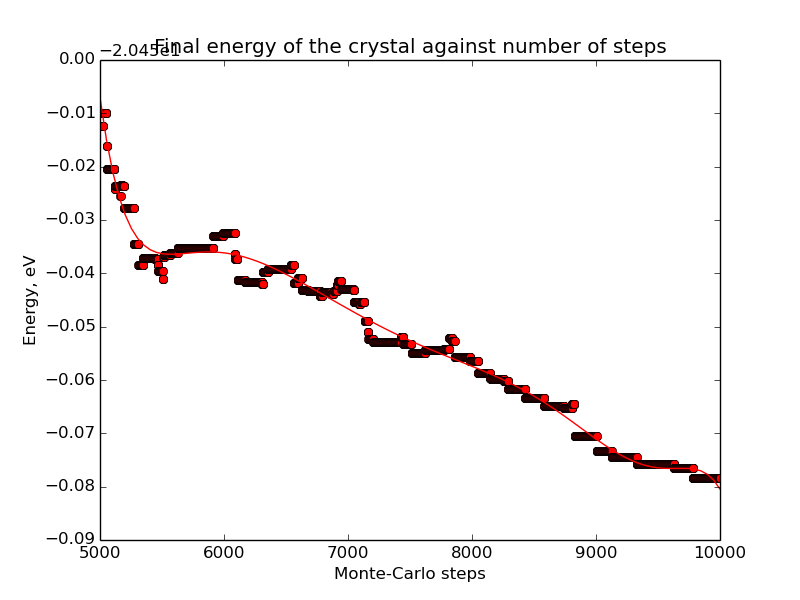 Final energy of the crystal against number of steps
−2.045e1
0.00
−0.01
−0.02
−0.03
−0.04
−0.05
−0.06
−0.07
−0.08
−0.09
Energy, eV
5000 6000 7000 8000 9000 10000
Monte-Carlo steps